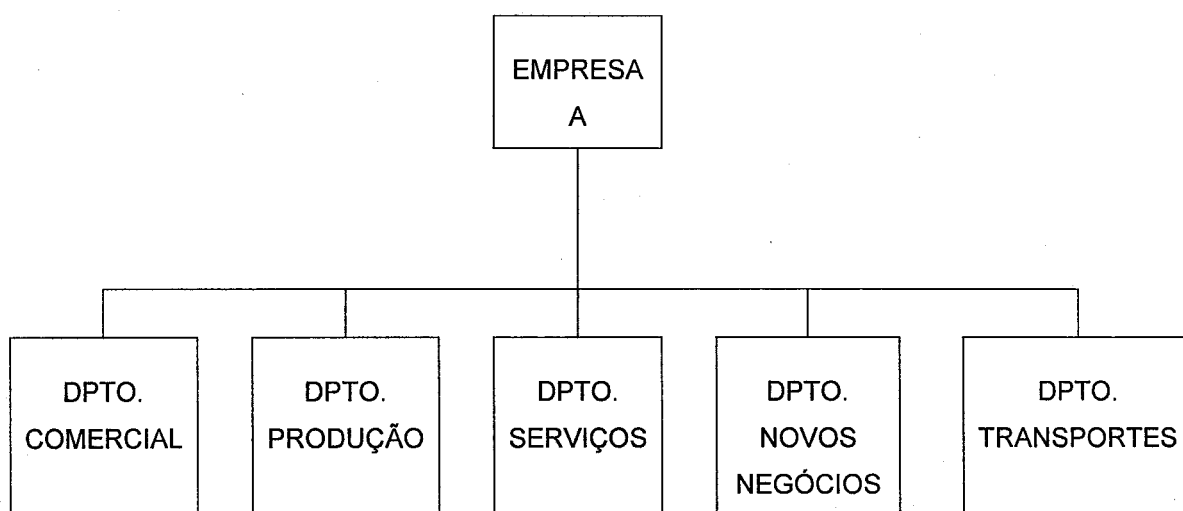 EMPRESA
A
DPTO.
COMERCIAL
DPTO.
PRODUÇÃO
DPTO.
SERVIÇOS
DPTO.
NOVOS
NEGÓCIOS
DPTO.
TRANSPORTES